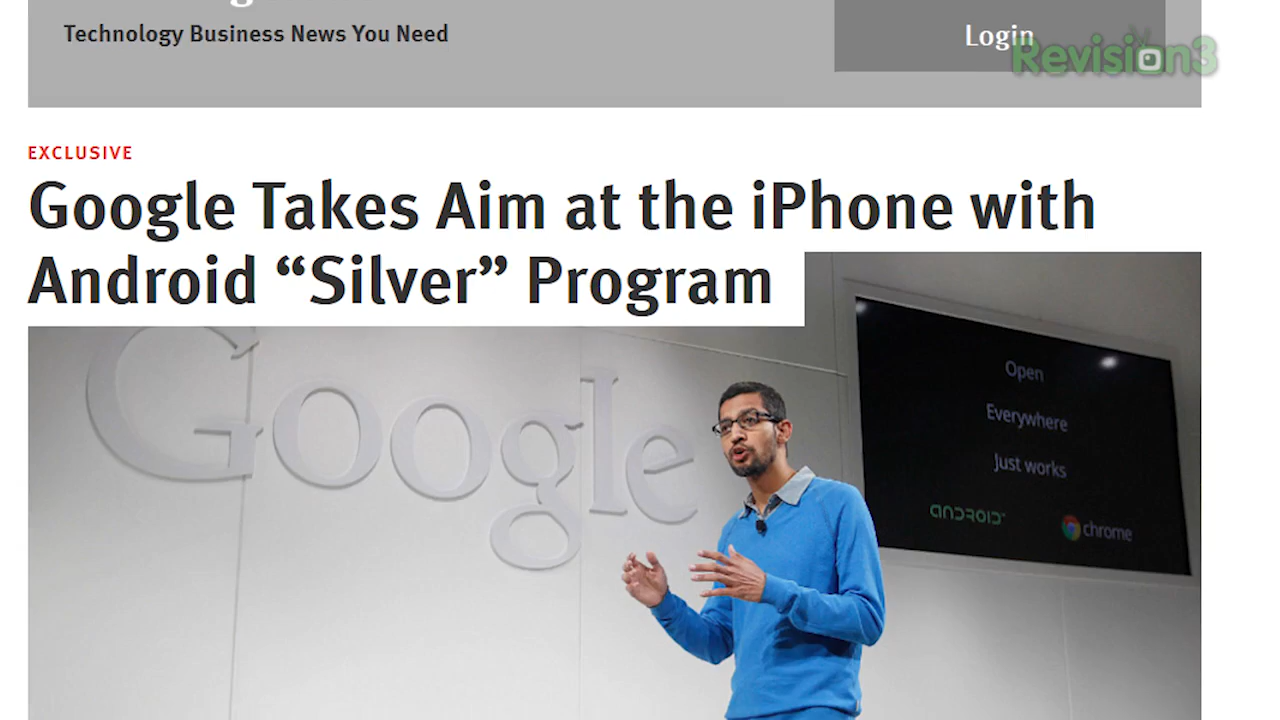 Technology Business News You Need
Login
Revision3
EXCLUSIVE
Google Takes Aim at the iPhone with
Android “Silver” Program
Google
Open
Everywhere
Just works
ANDROID
chrome